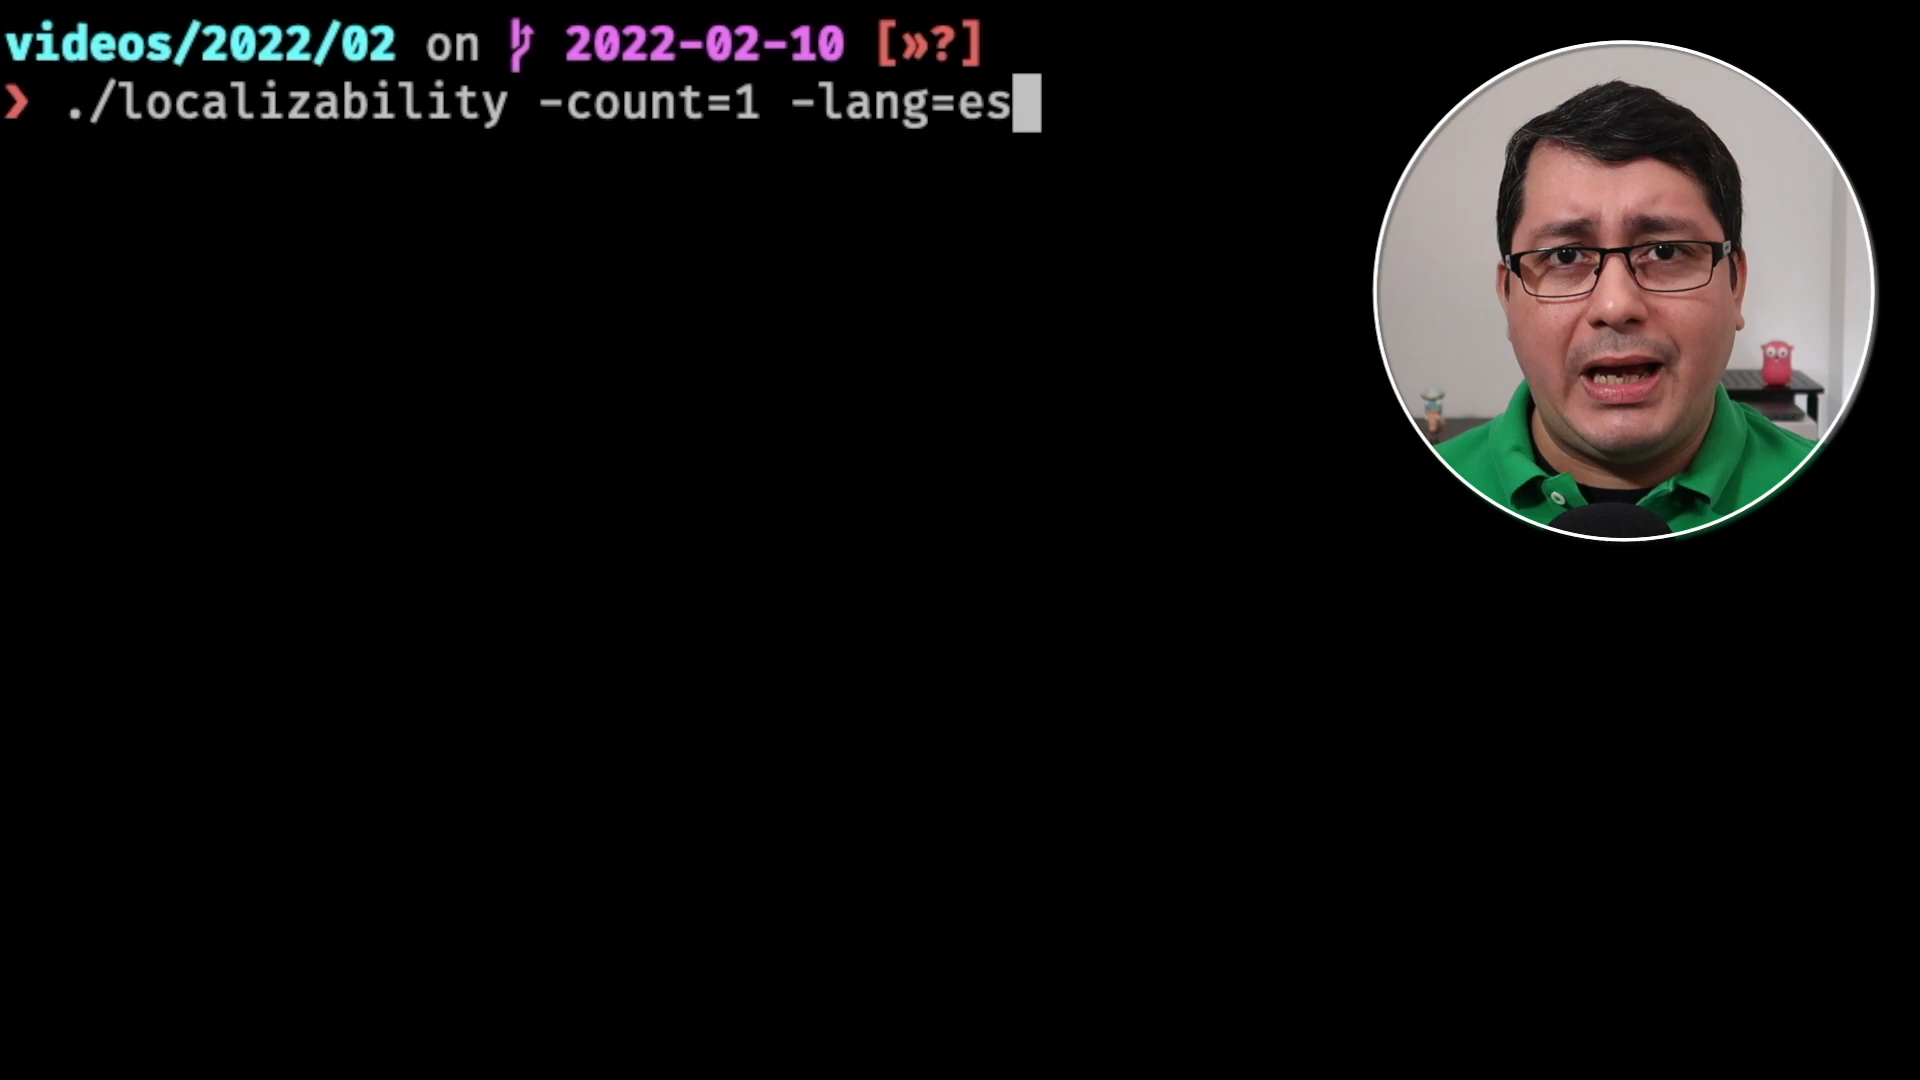 videos/2022/02 on 2022-02-10 [»?]
❯ ./localizability -count=1 -lang=es